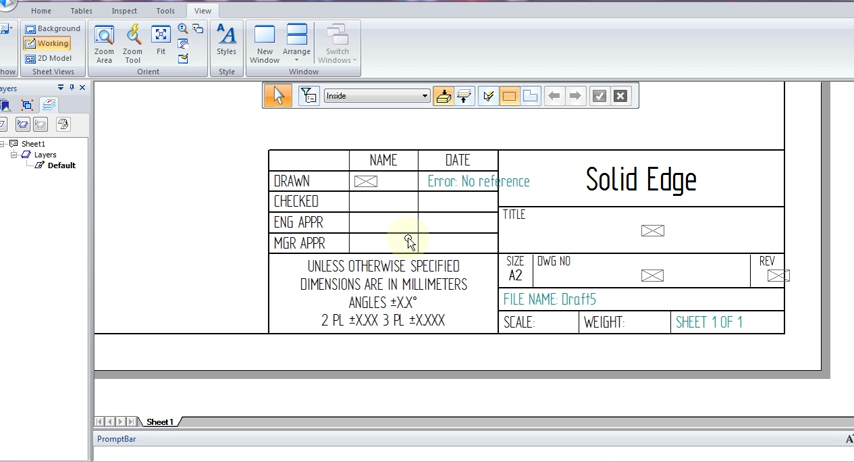 Home Tables Inspect Tools View
Background
Working
2D Model
Zoom Area
Zoom Tool
Fit
Styles
New Window
Arrange
Switch Windows
Sheet Views
Orient
Style
Window
Inside
Sheet1
Layers
Default
NAME DATE
DRAWN Error: No reference
CHECKED
ENG APPR
MGR APPR
Solid Edge
TITLE
UNLESS OTHERWISE SPECIFIED
DIMENSIONS ARE IN MILLIMETERS
ANGLES ±X.X°
2 PL ±X.XX 3 PL ±X.XXX
SIZE DWG NO REV
A2
FILE NAME: Draft5
SCALE: WEIGHT: SHEET 1 OF 1
Sheet1
PromptBar